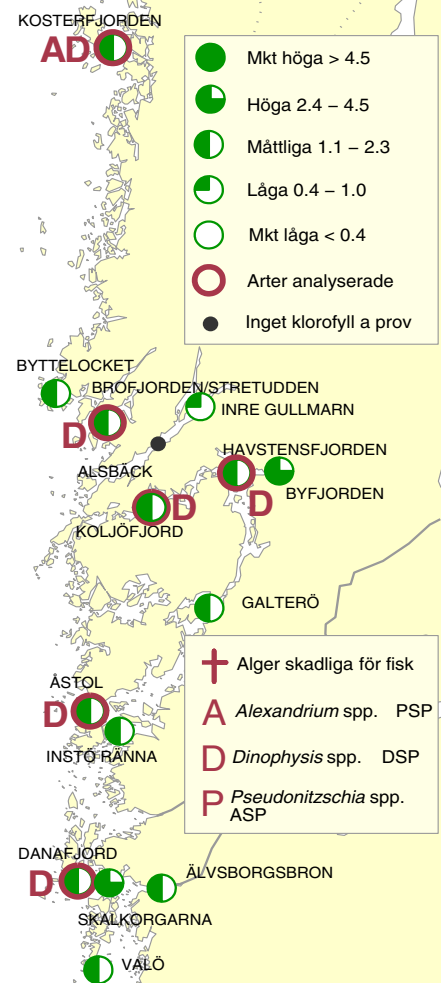 KOSTERFJORDEN
AD
Mkt höga > 4.5
Höga 2.4 – 4.5
Måttliga 1.1 – 2.3
Låga 0.4 – 1.0
Mkt låga < 0.4
Arter analyserade
Inget klorofyll a prov
BYTTELOCKET
BROFJORDEN/STRETUDDEN
INRE GULLMARN
D
ALSBÄCK
HAVSTENSFJORDEN
BYFJORDEN
D
D
KOLJÖFJORD
GALTERÖ
Alger skadliga för fisk
A Alexandrium spp. PSP
D Dinophysis spp. DSP
P Pseudonitzschia spp.
ASP
ÅSTOL
D
INSTÖ RÄNNA
DANAFJORD
D
ÄLVSBORGSBRON
SKALKORGARNA
VALÖ